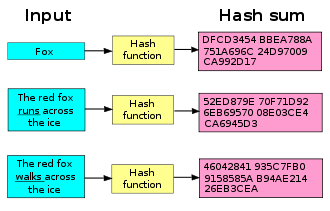 Input
Hash sum
Fox
Hash
function
DFCD3454 BBEA788A
751A696C 24D97009
CA992D17
The red fox
runs across
the ice
Hash
function
52ED879E 70F71D92
6EB69570 08E03CE4
CA6945D3
The red fox
walks across
the ice
Hash
function
46042841 935C7FB0
9158585A B94AE214
26EB3CEA